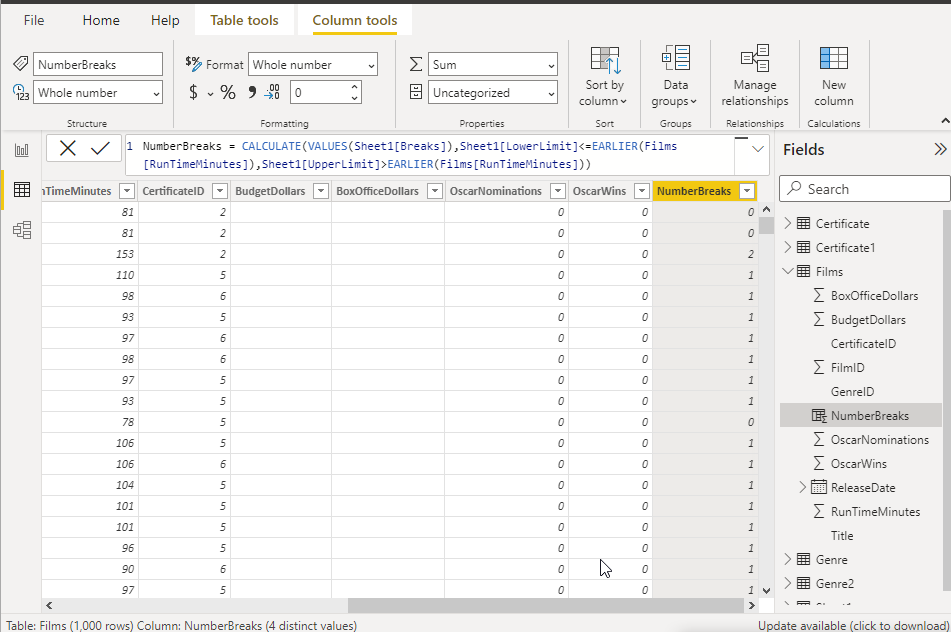 File Home Help Table tools Column tools
NumberBreaks
Whole number
Structure
$% Format Whole number
$ % 9 .00 →.0 0
Formatting
Sum
Uncategorized
Properties
Sort by
column
Sort
Data
groups
Groups
Manage
relationships
Relationships
New
column
Calculations
1 NumberBreaks = CALCULATE(VALUES(Sheet1[Breaks]),Sheet1[LowerLimit]<=EARLIER(Films
[RunTimeMinutes]),Sheet1[UpperLimit]>EARLIER(Films[RunTimeMinutes]))
nTimeMinutes CertificateID BudgetDollars BoxOfficeDollars OscarNominations OscarWins NumberBreaks
81 2 0 0 0
81 2 0 0 0
153 2 0 0 2
110 5 0 0 1
98 6 0 0 1
93 5 0 0 1
97 6 0 0 1
98 6 0 0 1
97 5 0 0 1
93 5 0 0 1
78 5 0 0 0
106 5 0 0 1
106 6 0 0 1
104 5 0 0 1
101 5 0 0 1
101 5 0 0 1
96 5 0 0 1
90 6 0 0 1
97 5 0 0 1
Fields
Search
Certificate
Certificate1
Films
BoxOfficeDollars
BudgetDollars
CertificateID
FilmID
GenreID
NumberBreaks
OscarNominations
OscarWins
ReleaseDate
RunTimeMinutes
Title
Genre
Genre2
Table: Films (1,000 rows) Column: NumberBreaks (4 distinct values)
Update available (click to download)